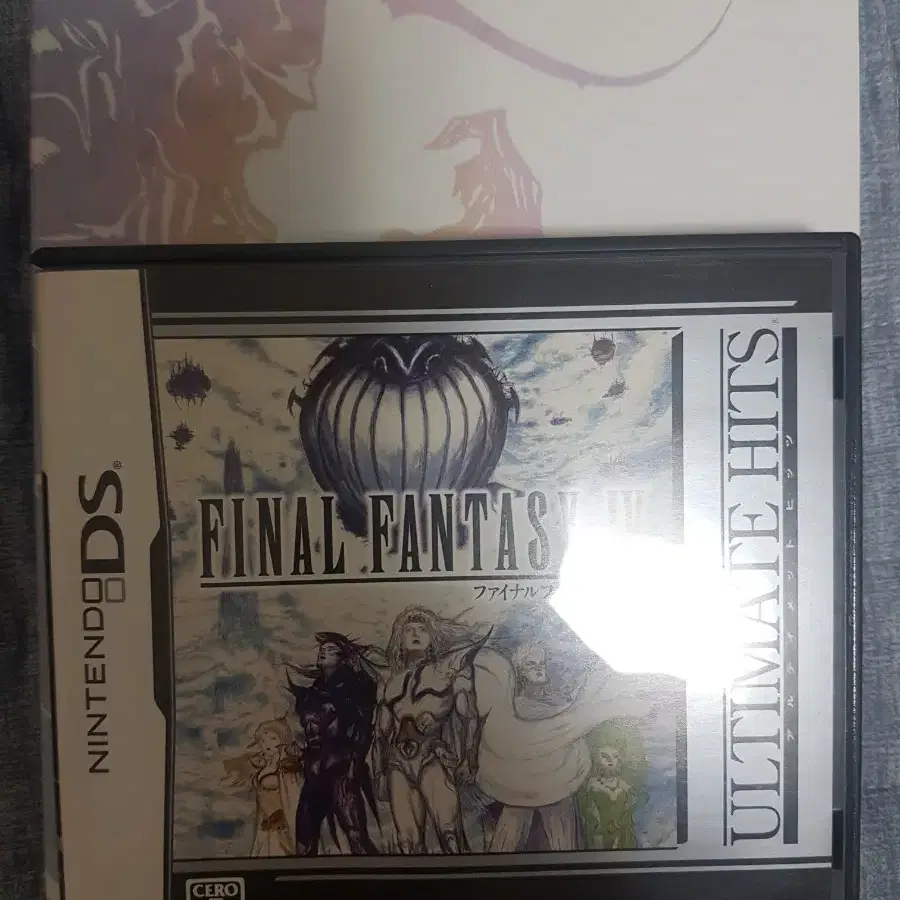 NINTENDO DS®
FINAL FANTASY IV
ファイナル
ULTIMATE HITS
アルティメットヒッツ
CERO